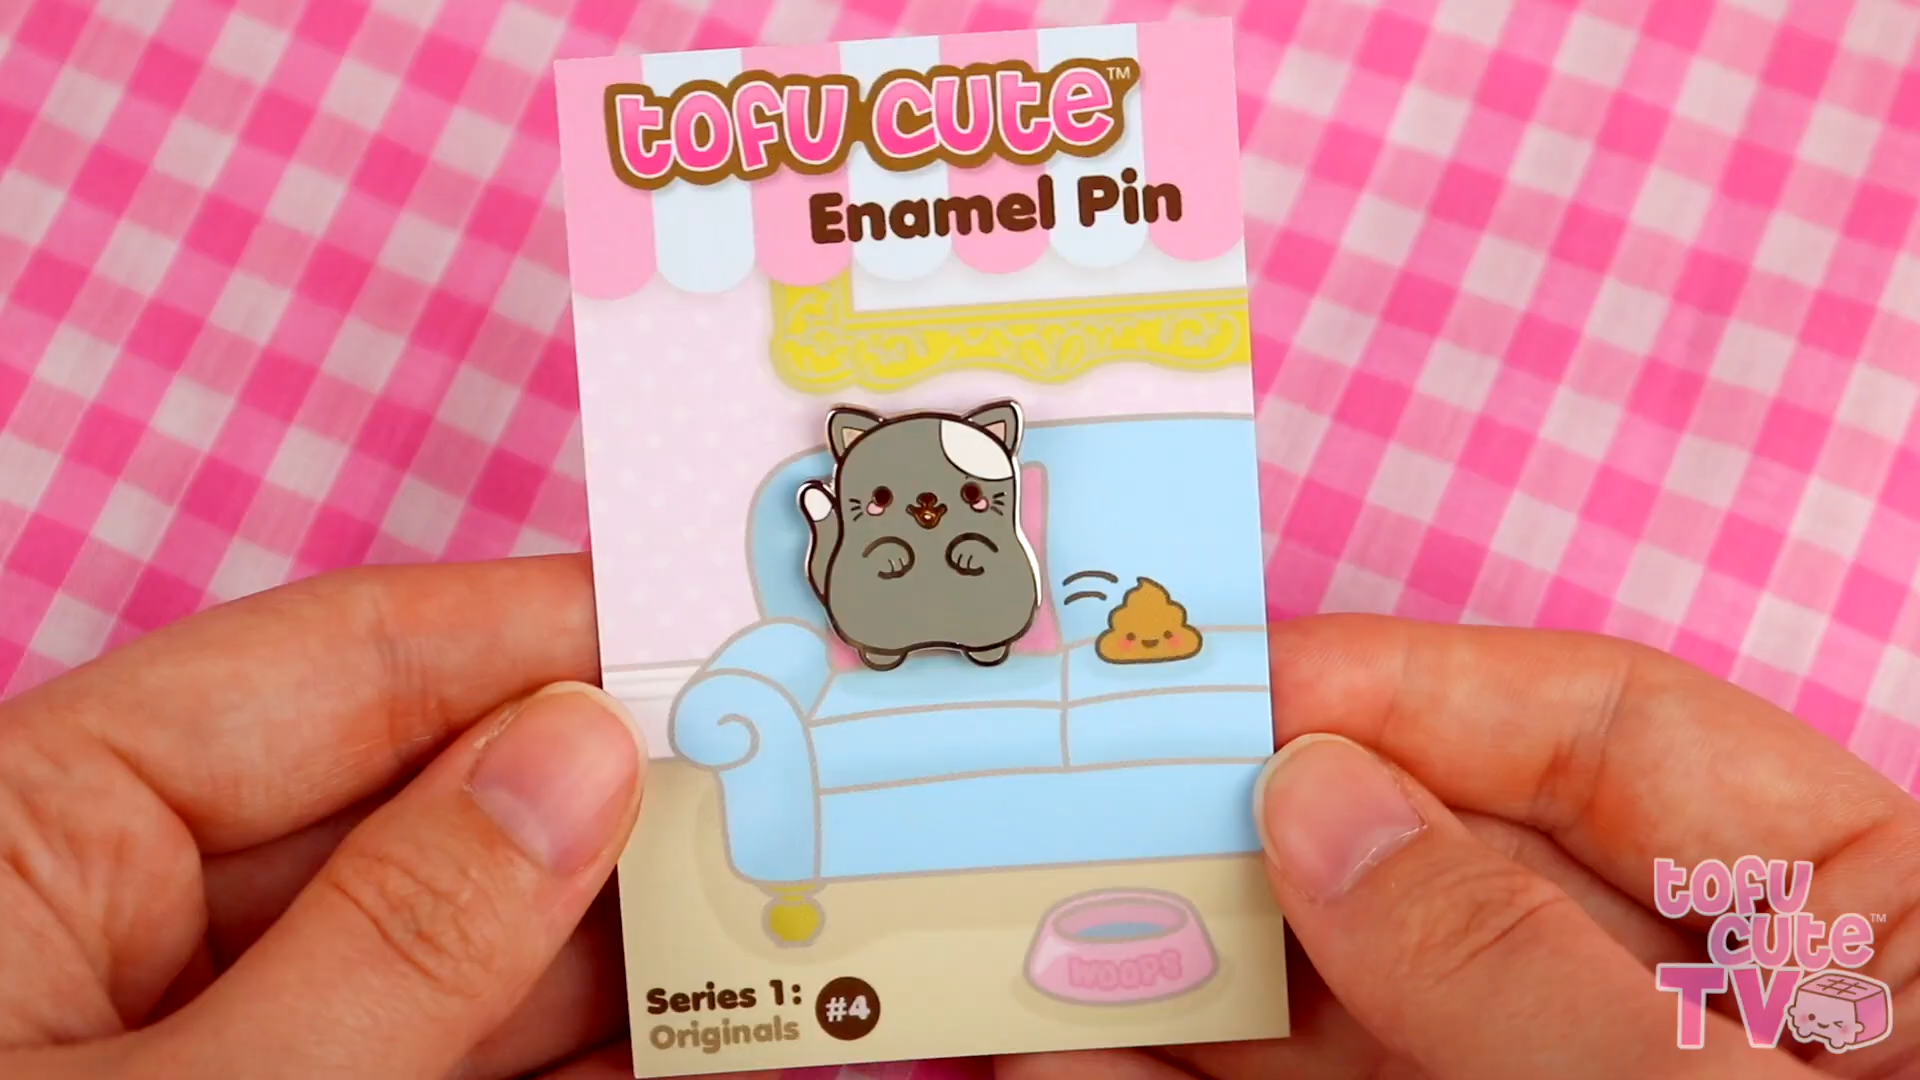 tofu cute™
Enamel Pin
WOOPS
Series 1:
Originals
#4
tofu
cute™
TV